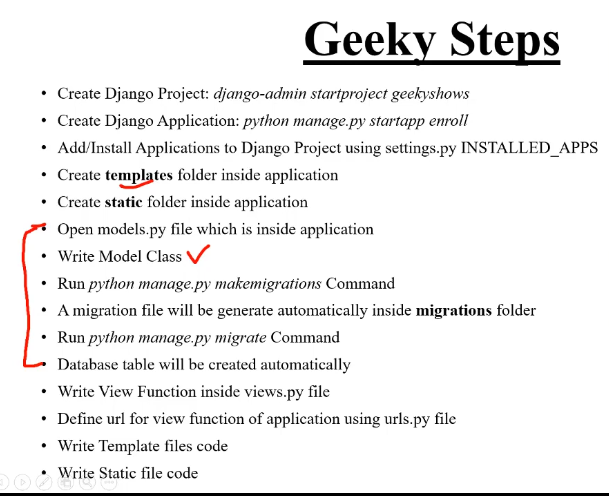 Geeky Steps
• Create Django Project: django-admin startproject geekyshows
• Create Django Application: python manage.py startapp enroll
• Add/Install Applications to Django Project using settings.py INSTALLED_APPS
• Create templates folder inside application
• Create static folder inside application
• Open models.py file which is inside application
• Write Model Class
• Run python manage.py makemigrations Command
• A migration file will be generate automatically inside migrations folder
• Run python manage.py migrate Command
• Database table will be created automatically
• Write View Function inside views.py file
• Define url for view function of application using urls.py file
• Write Template files code
• Write Static file code